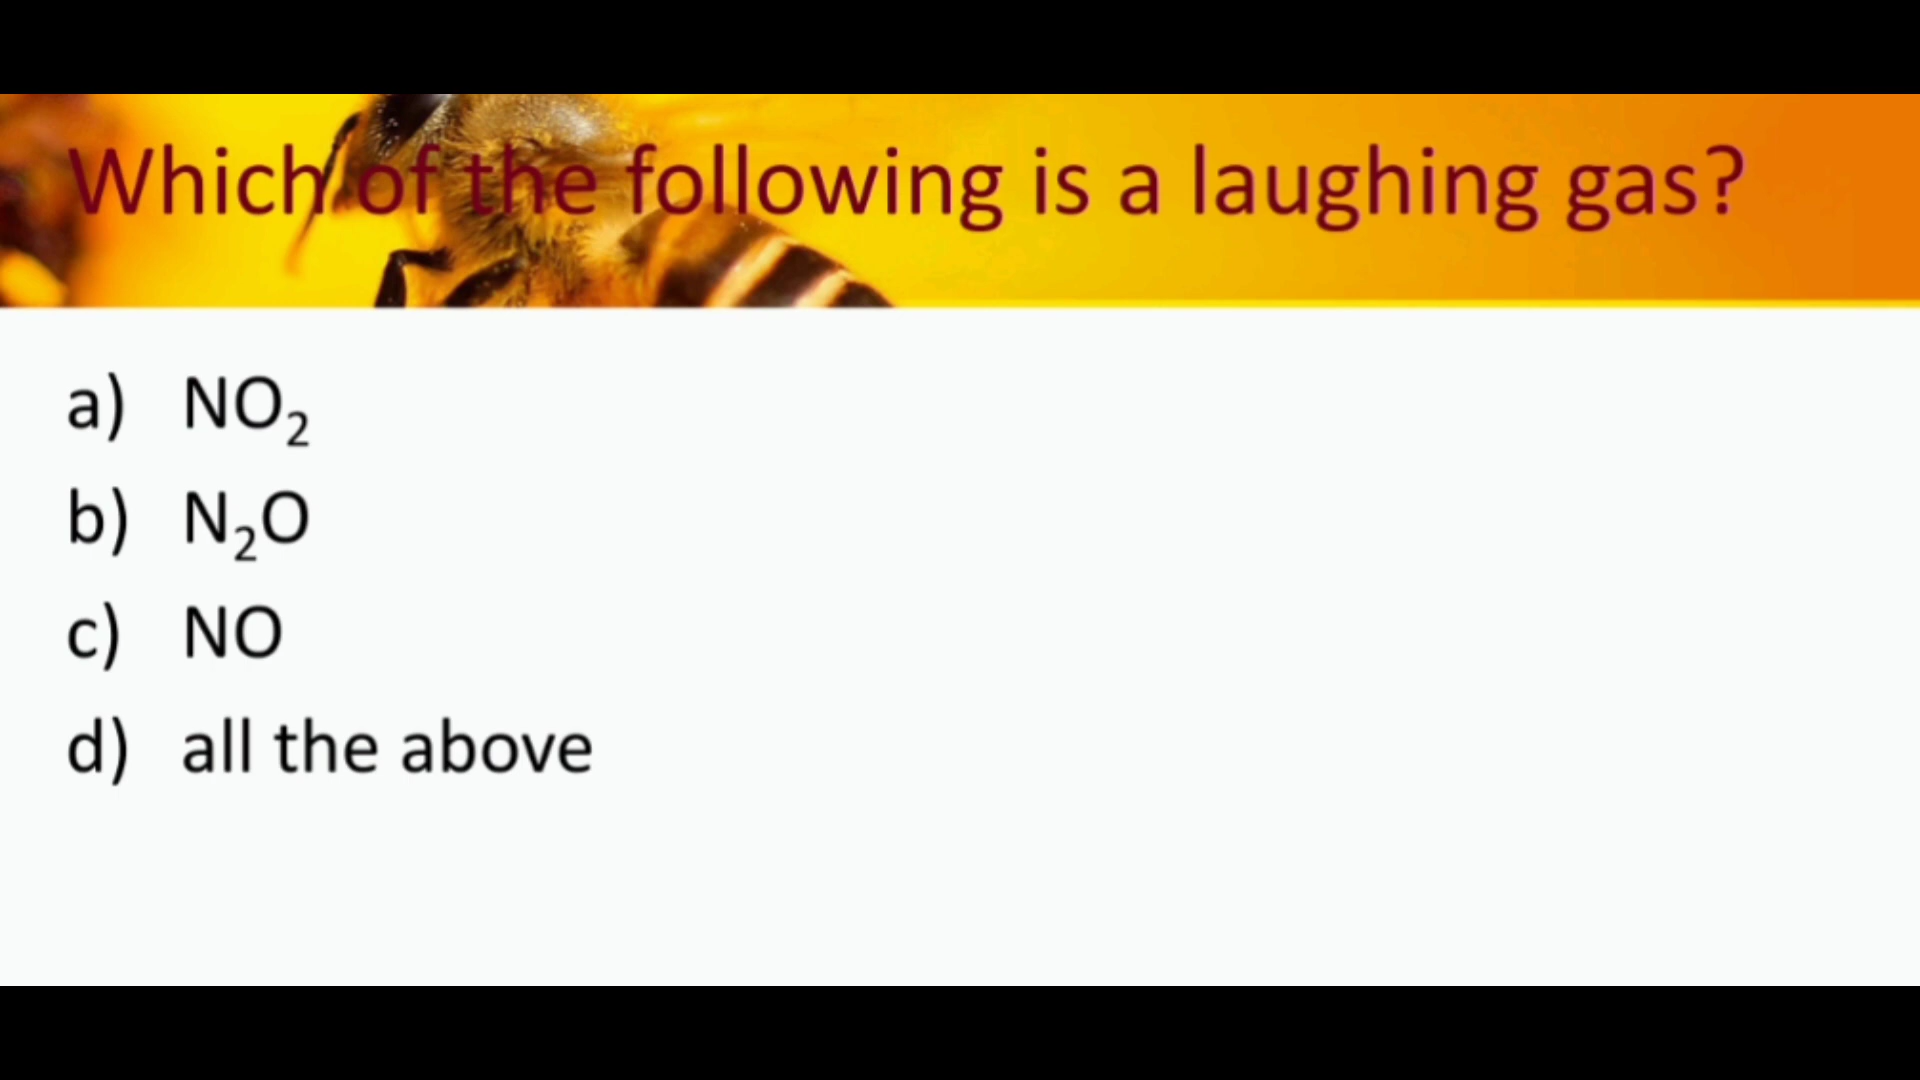 Which of the following is a laughing gas?
a) NO₂
b) N₂O
c) NO
d) all the above